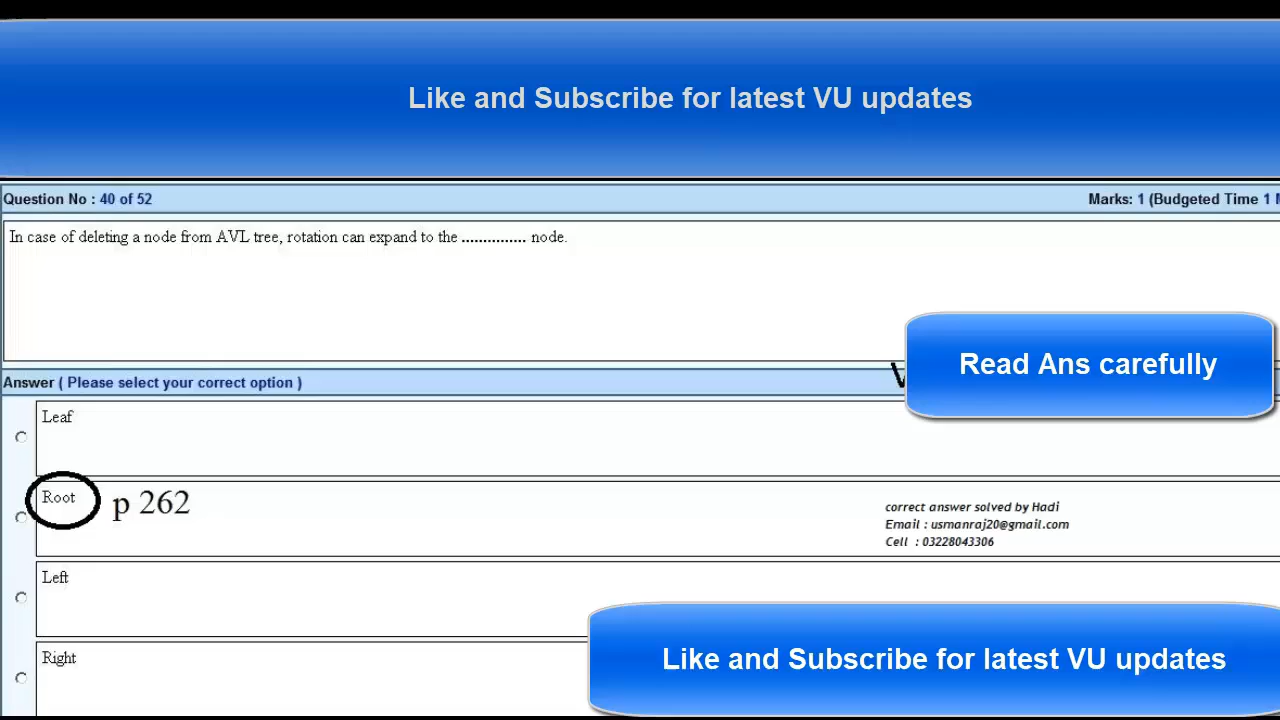 Like and Subscribe for latest VU updates
Question No : 40 of 52 Marks: 1 (Budgeted Time 1
In case of deleting a node from AVL tree, rotation can expand to the ............... node.
Read Ans carefully
Answer ( Please select your correct option )
Leaf
Root p 262
correct answer solved by Hadi
Email : usmanraj20@gmail.com
Cell : 03228043306
Left
Like and Subscribe for latest VU updates
Right